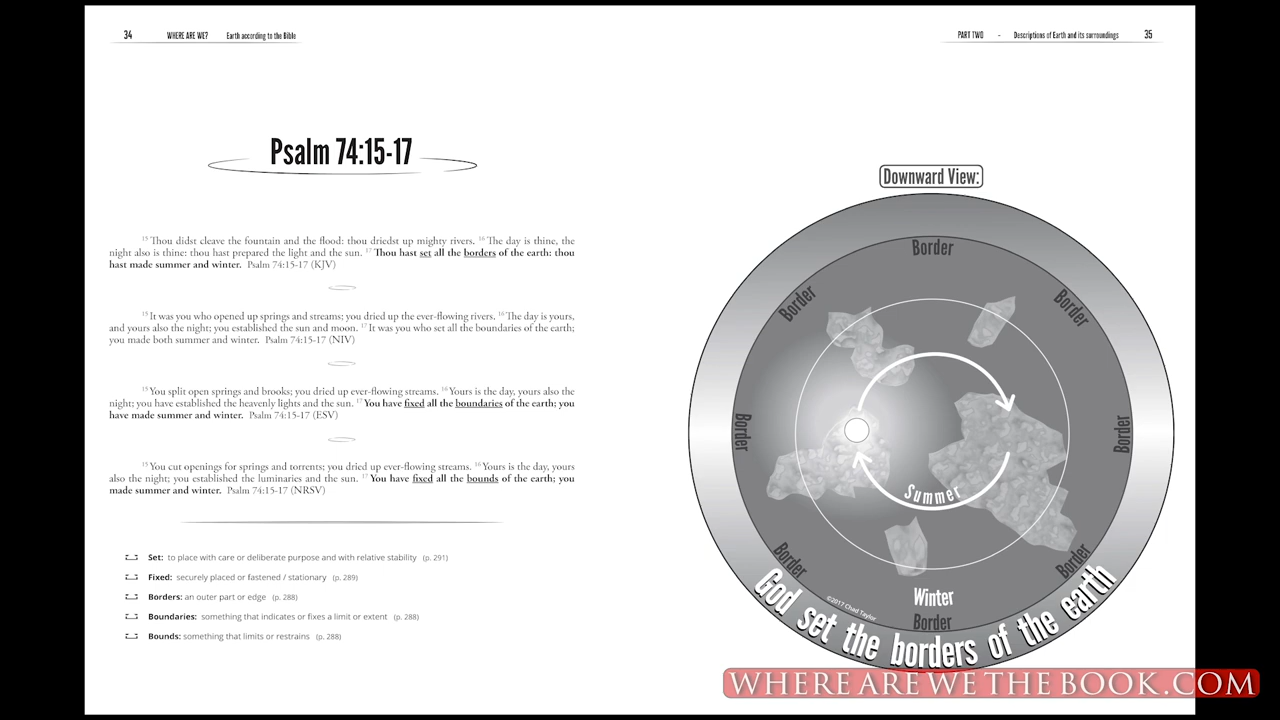 34 WHERE ARE WE? Earth according to the Bible
Psalm 74:15-17
15 Thou didst cleave the fountain and the flood: thou driedst up mighty rivers. 16 The day is thine, the
night also is thine: thou hast prepared the light and the sun. 17 Thou hast set all the borders of the earth: thou
hast made summer and winter. Psalm 74:15-17 (KJV)
15 It was you who opened up springs and streams; you dried up the ever-flowing rivers. 16 The day is yours,
and yours also the night; you established the sun and moon. 17 It was you who set all the boundaries of the earth;
you made both summer and winter. Psalm 74:15-17 (NIV)
15 You split open springs and brooks; you dried up ever-flowing streams. 16 Yours is the day, yours also the
night; you have established the heavenly lights and the sun. 17 You have fixed all the boundaries of the earth; you
have made summer and winter. Psalm 74:15-17 (ESV)
15 You cut openings for springs and torrents; you dried up ever-flowing streams. 16 Yours is the day, yours
also the night; you established the luminaries and the sun. 17 You have fixed all the bounds of the earth; you
made summer and winter. Psalm 74:15-17 (NRSV)
Set: to place with care or deliberate purpose and with relative stability (p. 291)
Fixed: securely placed or fastened / stationary (p. 289)
Borders: an outer part or edge (p. 288)
Boundaries: something that indicates or fixes a limit or extent (p. 288)
Bounds: something that limits or restrains (p. 288)
PART TWO - Descriptions of Earth and its surroundings 35
Downward View:
Border
Border
Border
Border
Border
Summer
Border
Border
Winter
©2017 Chad Taylor
Border
God set the borders of the earth
WHEREAREWETHEBOOK.COM